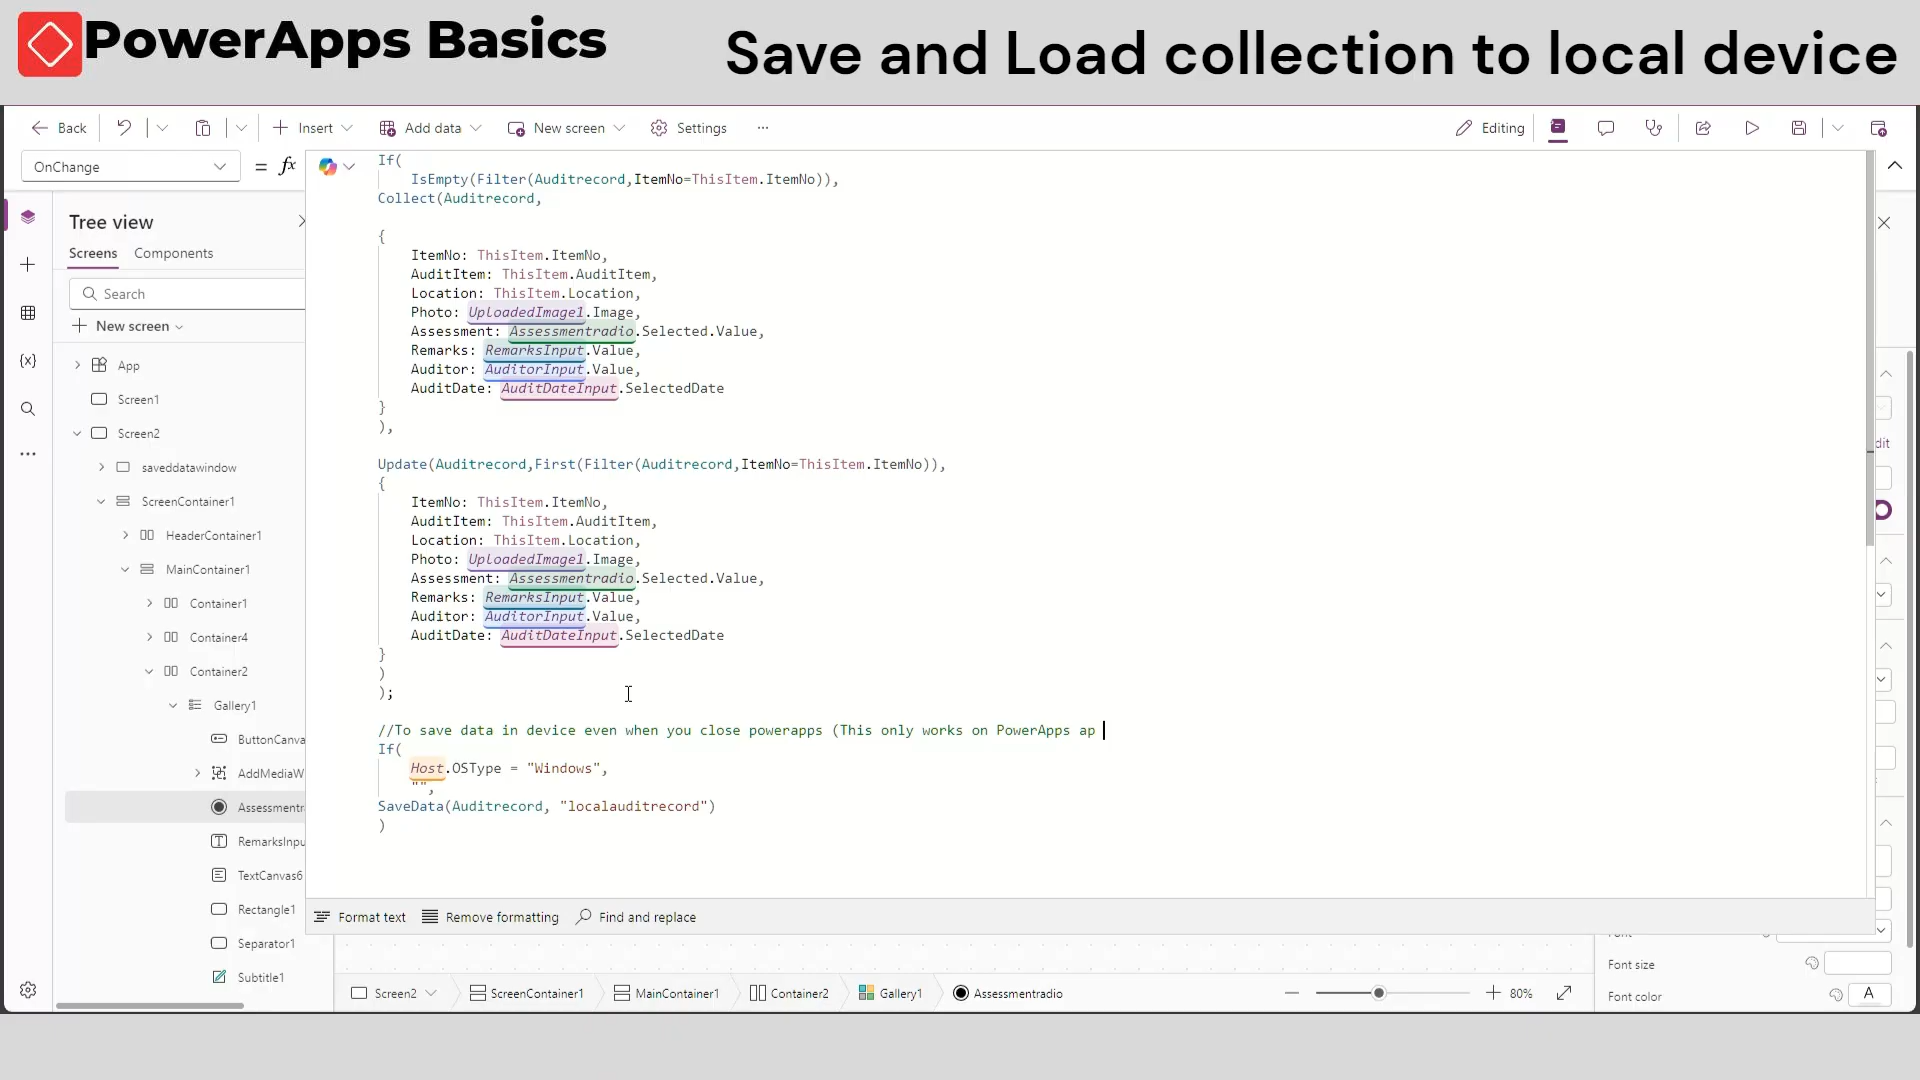 PowerApps Basics
Save and Load collection to local device
Back
Insert
Add data
New screen
Settings
Editing
OnChange
=
fx
If(
IsEmpty(Filter(Auditrecord,ItemNo=ThisItem.ItemNo)),
Collect(Auditrecord,
{
ItemNo: ThisItem.ItemNo,
AuditItem: ThisItem.AuditItem,
Location: ThisItem.Location,
Photo: UploadedImage1.Image,
Assessment: Assessmentradio.Selected.Value,
Remarks: RemarksInput.Value,
Auditor: AuditorInput.Value,
AuditDate: AuditDateInput.SelectedDate
}
),
Update(Auditrecord,First(Filter(Auditrecord,ItemNo=ThisItem.ItemNo)),
{
ItemNo: ThisItem.ItemNo,
AuditItem: ThisItem.AuditItem,
Location: ThisItem.Location,
Photo: UploadedImage1.Image,
Assessment: Assessmentradio.Selected.Value,
Remarks: RemarksInput.Value,
Auditor: AuditorInput.Value,
AuditDate: AuditDateInput.SelectedDate
}
)
);
//To save data in device even when you close powerapps (This only works on PowerApps ap
If(
Host.OSType = "Windows",
"",
SaveData(Auditrecord, "localauditrecord")
)
Format text
Remove formatting
Find and replace
Tree view
Screens
Components
Search
New screen
App
Screen1
Screen2
saveddatawindow
ScreenContainer1
HeaderContainer1
MainContainer1
Container1
Container4
Container2
Gallery1
ButtonCanva
AddMediaW
Assessmentr
RemarksInpu
TextCanvas6
Rectangle1
Separator1
Subtitle1
dit
Font size
Font color
A
Screen2
ScreenContainer1
MainContainer1
Container2
Gallery1
Assessmentradio
80%